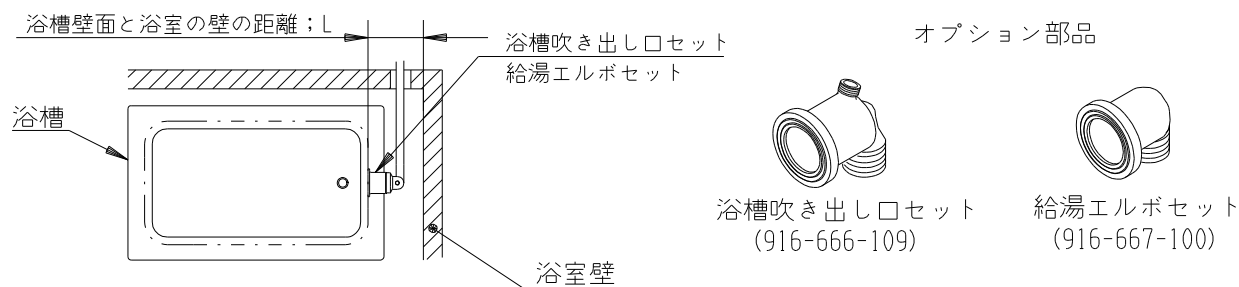 浴槽壁面と浴室の壁の距離；L
浴槽吹き出し口セット
給湯エルボセット
浴槽
浴室壁
オプション部品
浴槽吹き出し口セット
(916-666-109)
給湯エルボセット
(916-667-100)